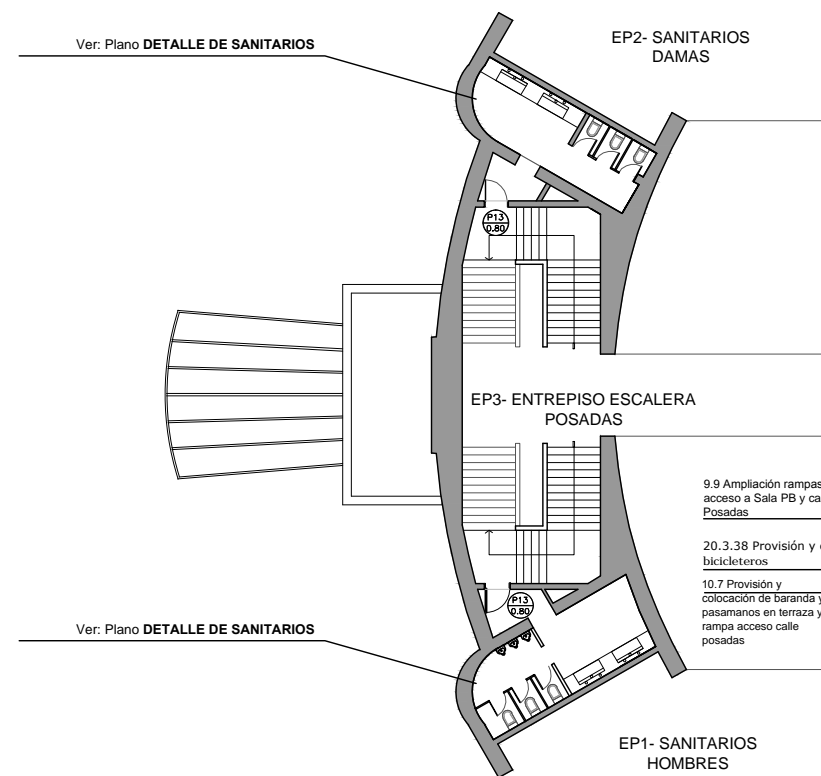 EP2- SANITARIOS
DAMAS
Ver: Plano DETALLE DE SANITARIOS
P13
0.80
EP3- ENTREPISO ESCALERA
POSADAS
9.9 Ampliación rampas
acceso a Sala PB y
Posadas
20.3.38 Provisión y
bicicleteros
10.7 Provisión y
colocación de baranda y
pasamanos en terraza y
rampa acceso calle
posadas
P13
0.80
Ver: Plano DETALLE DE SANITARIOS
EP1- SANITARIOS
HOMBRES